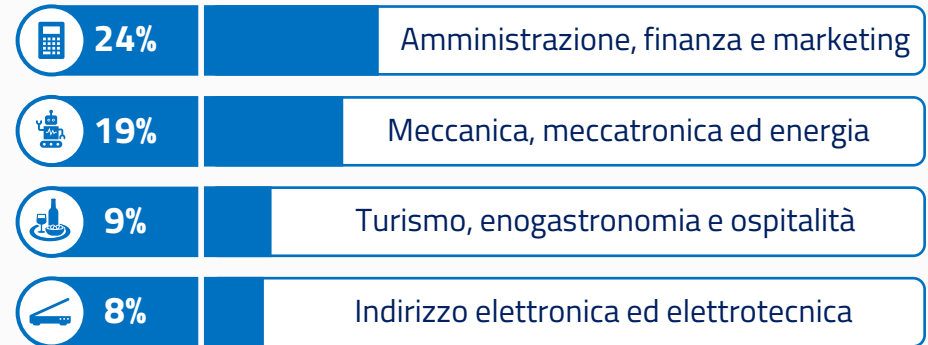 24% Amministrazione, finanza e marketing
19% Meccanica, meccatronica ed energia
9% Turismo, enogastronomia e ospitalità
8% Indirizzo elettronica ed elettrotecnica